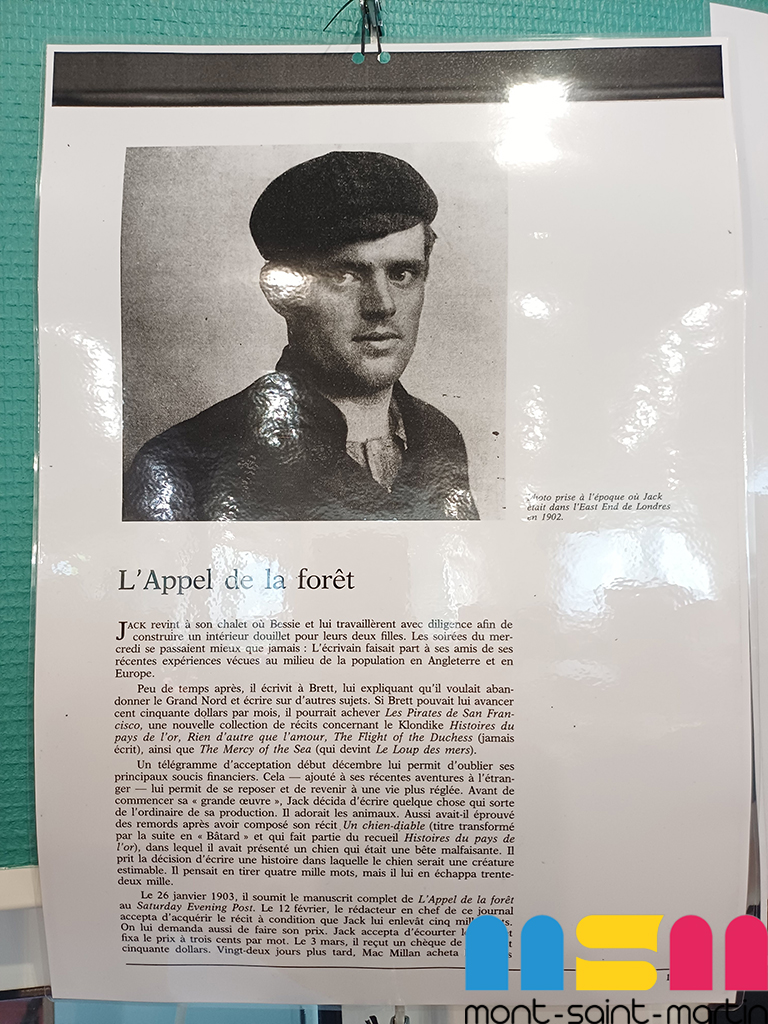 Photo prise à l'époque où Jack
était dans l'East End de Londres
en 1902.
L'Appel de la forêt
JACK revint à son chalet où Bessie et lui travaillèrent avec diligence afin de
construire un intérieur douillet pour leurs deux filles. Les soirées du mer-
credi se passaient mieux que jamais : L'écrivain faisait part à ses amis de ses
récentes expériences vécues au milieu de la population en Angleterre et en
Europe.
Peu de temps après, il écrivit à Brett, lui expliquant qu'il voulait aban-
donner le Grand Nord et écrire sur d'autres sujets. Si Brett pouvait lui avancer
cent cinquante dollars par mois, il pourrait achever Les Pirates de San Fran-
cisco, une nouvelle collection de récits concernant le Klondike Histoires du
pays de l'or, Rien d'autre que l'amour, The Flight of the Duchess (jamais
écrit), ainsi que The Mercy of the Sea (qui devint Le Loup des mers).
Un télégramme d'acceptation début décembre lui permit d'oublier ses
principaux soucis financiers. Cela — ajouté à ses récentes aventures à l'étran-
ger — lui permit de se reposer et de revenir à une vie plus réglée. Avant de
commencer sa « grande œuvre », Jack décida d'écrire quelque chose qui sorte
de l'ordinaire de sa production. Il adorait les animaux. Aussi avait-il éprouvé
des remords après avoir composé son récit Un chien-diable (titre transformé
par la suite en « Bâtard » et qui fait partie du recueil Histoires du pays de
l'or), dans lequel il avait présenté un chien qui était une bête malfaisante. Il
prit la décision d'écrire une histoire dans laquelle le chien serait une créature
estimable. Il pensait en tirer quatre mille mots, mais il lui en échappa trente-
deux mille.
Le 26 janvier 1903, il soumit le manuscrit complet de L'Appel de la forêt
au Saturday Evening Post. Le 12 février, le rédacteur en chef de ce journal
accepta d'acquérir le récit à condition que Jack lui enlevât cinq
On lui demanda aussi de faire son prix. Jack accepta d'écourter
fixa le prix à trois cents par mot. Le 3 mars, il reçut un chèque de
cinquante dollars. Vingt-deux jours plus tard, Mac Millan acheta
msm
mont-saint-martin